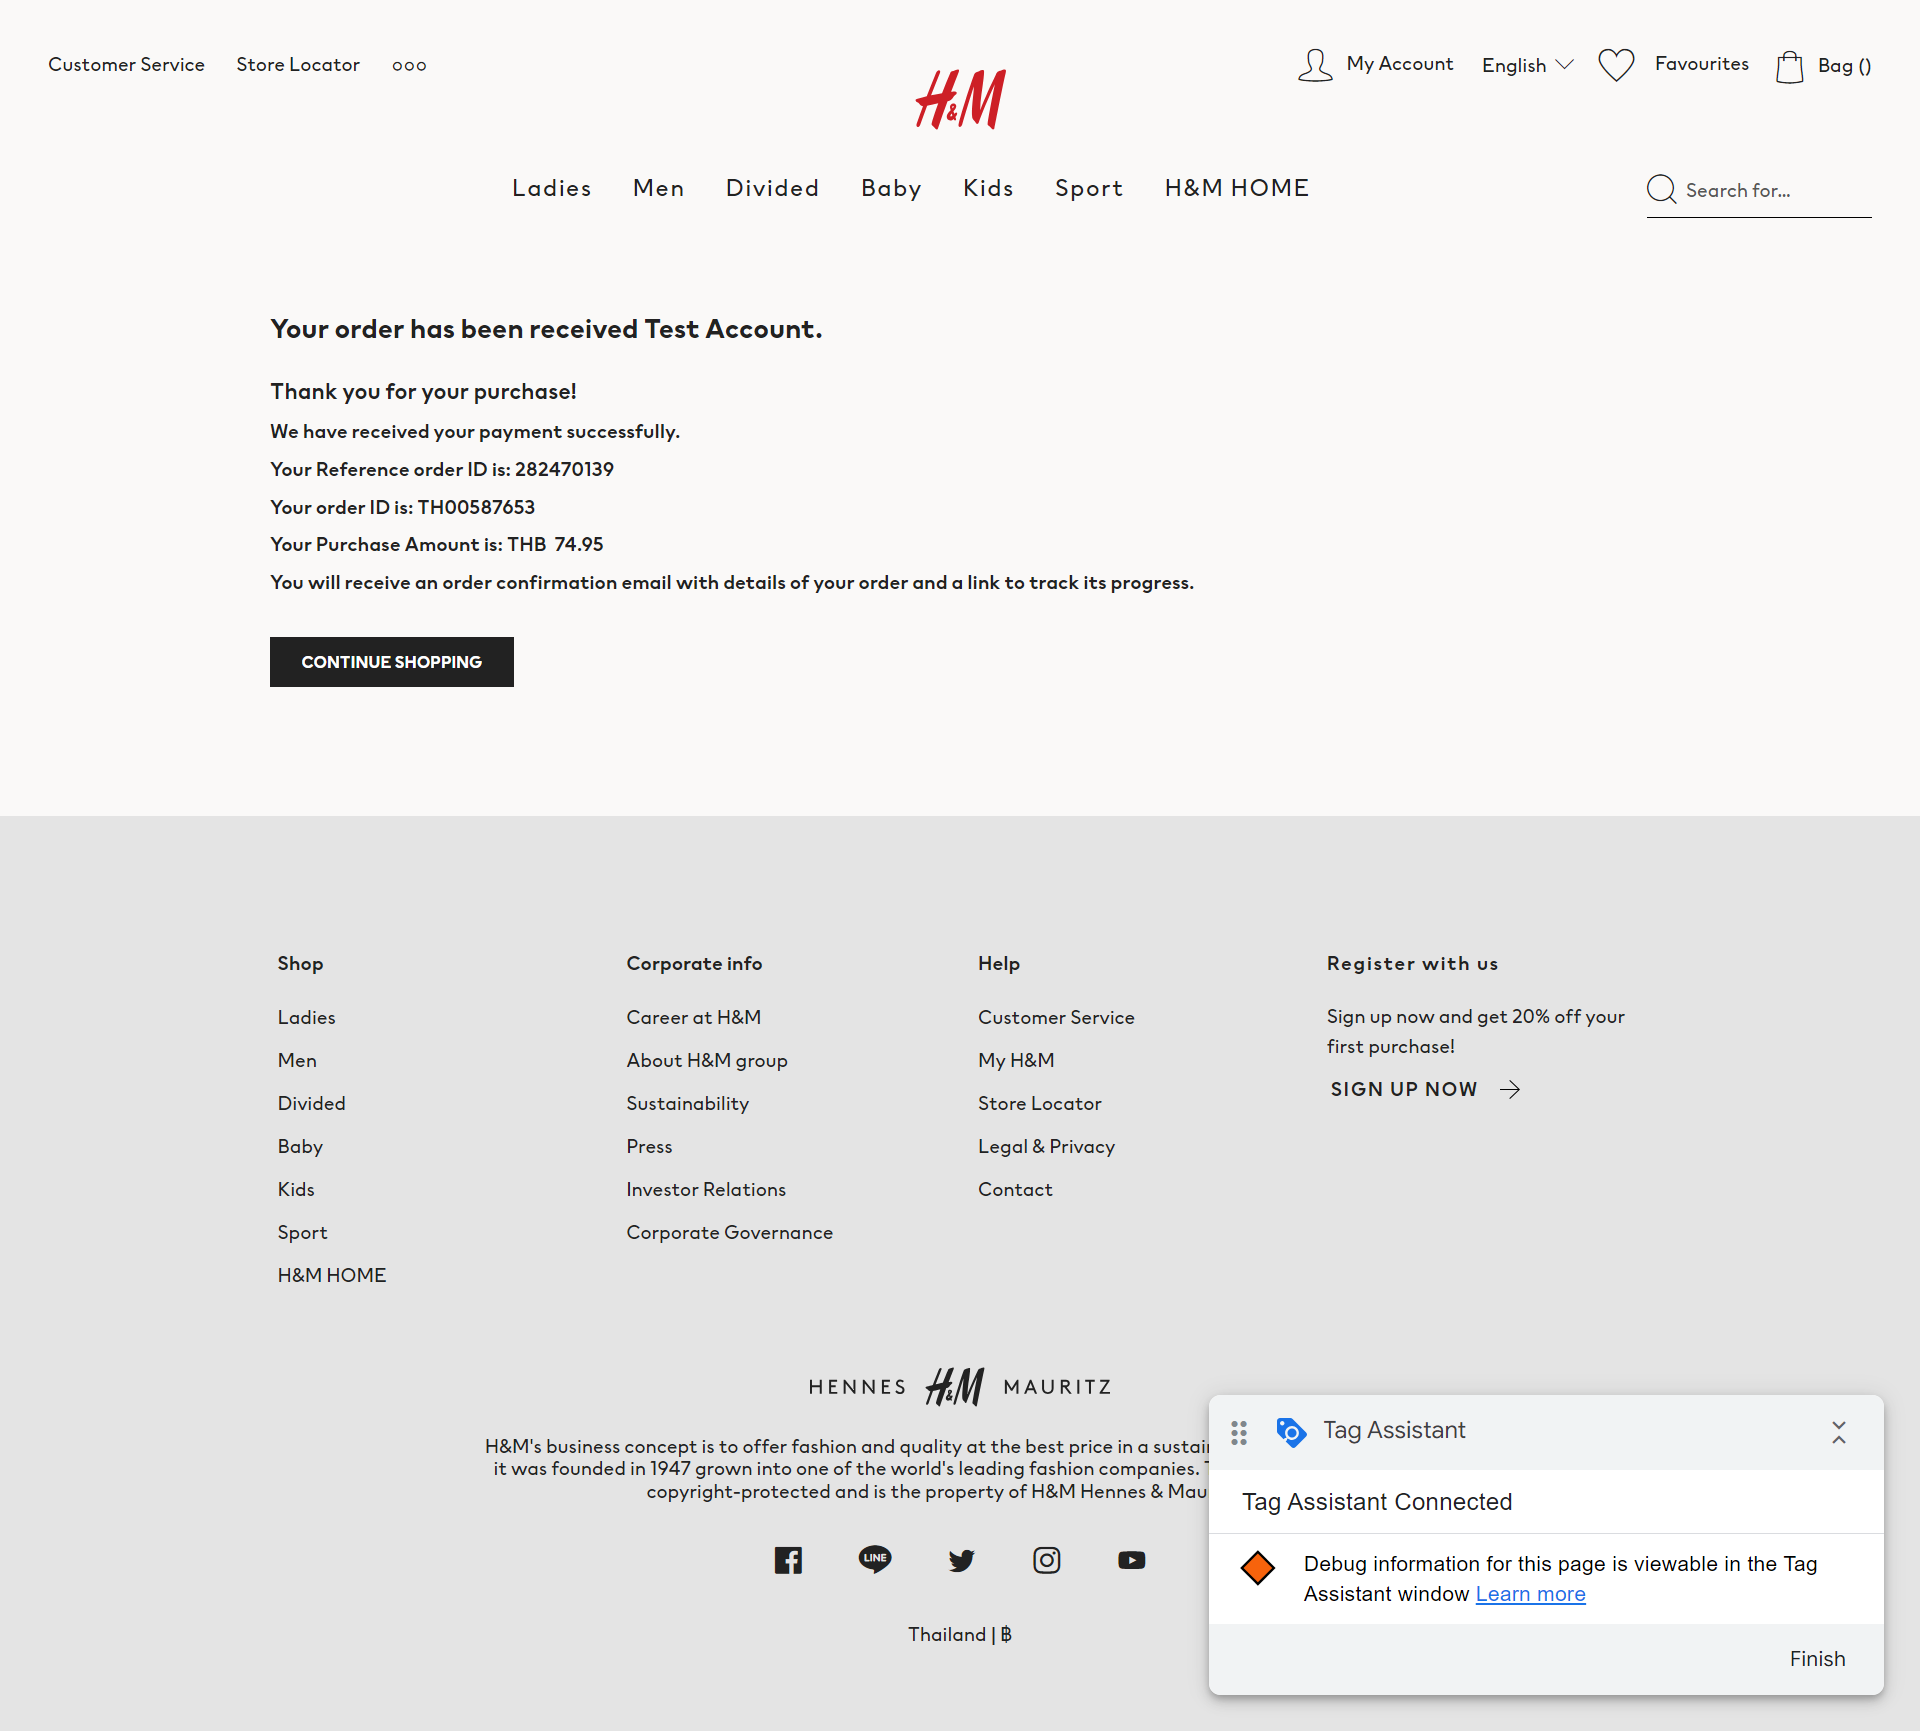 Customer Service Store Locator
My Account English Favourites Bag ()
H&M
Ladies Men Divided Baby Kids Sport H&M HOME
Search for...
Your order has been received Test Account.
Thank you for your purchase!
We have received your payment successfully.
Your Reference order ID is: 282470139
Your order ID is: TH00587653
Your Purchase Amount is: THB 74.95
You will receive an order confirmation email with details of your order and a link to track its progress.
CONTINUE SHOPPING
Shop
Ladies
Men
Divided
Baby
Kids
Sport
H&M HOME
Corporate info
Career at H&M
About H&M group
Sustainability
Press
Investor Relations
Corporate Governance
Help
Customer Service
My H&M
Store Locator
Legal & Privacy
Contact
Register with us
Sign up now and get 20% off your
first purchase!
SIGN UP NOW
HENNES H&M MAURITZ
H&M's business concept is to offer fashion and quality at the best price in a
it was founded in 1947 grown into one of the world's leading fashion companies.
copyright-protected and is the property of H&M Hennes &
LINE
Thailand | ฿
Tag Assistant
Tag Assistant Connected
Debug information for this page is viewable in the Tag
Assistant window Learn more
Finish